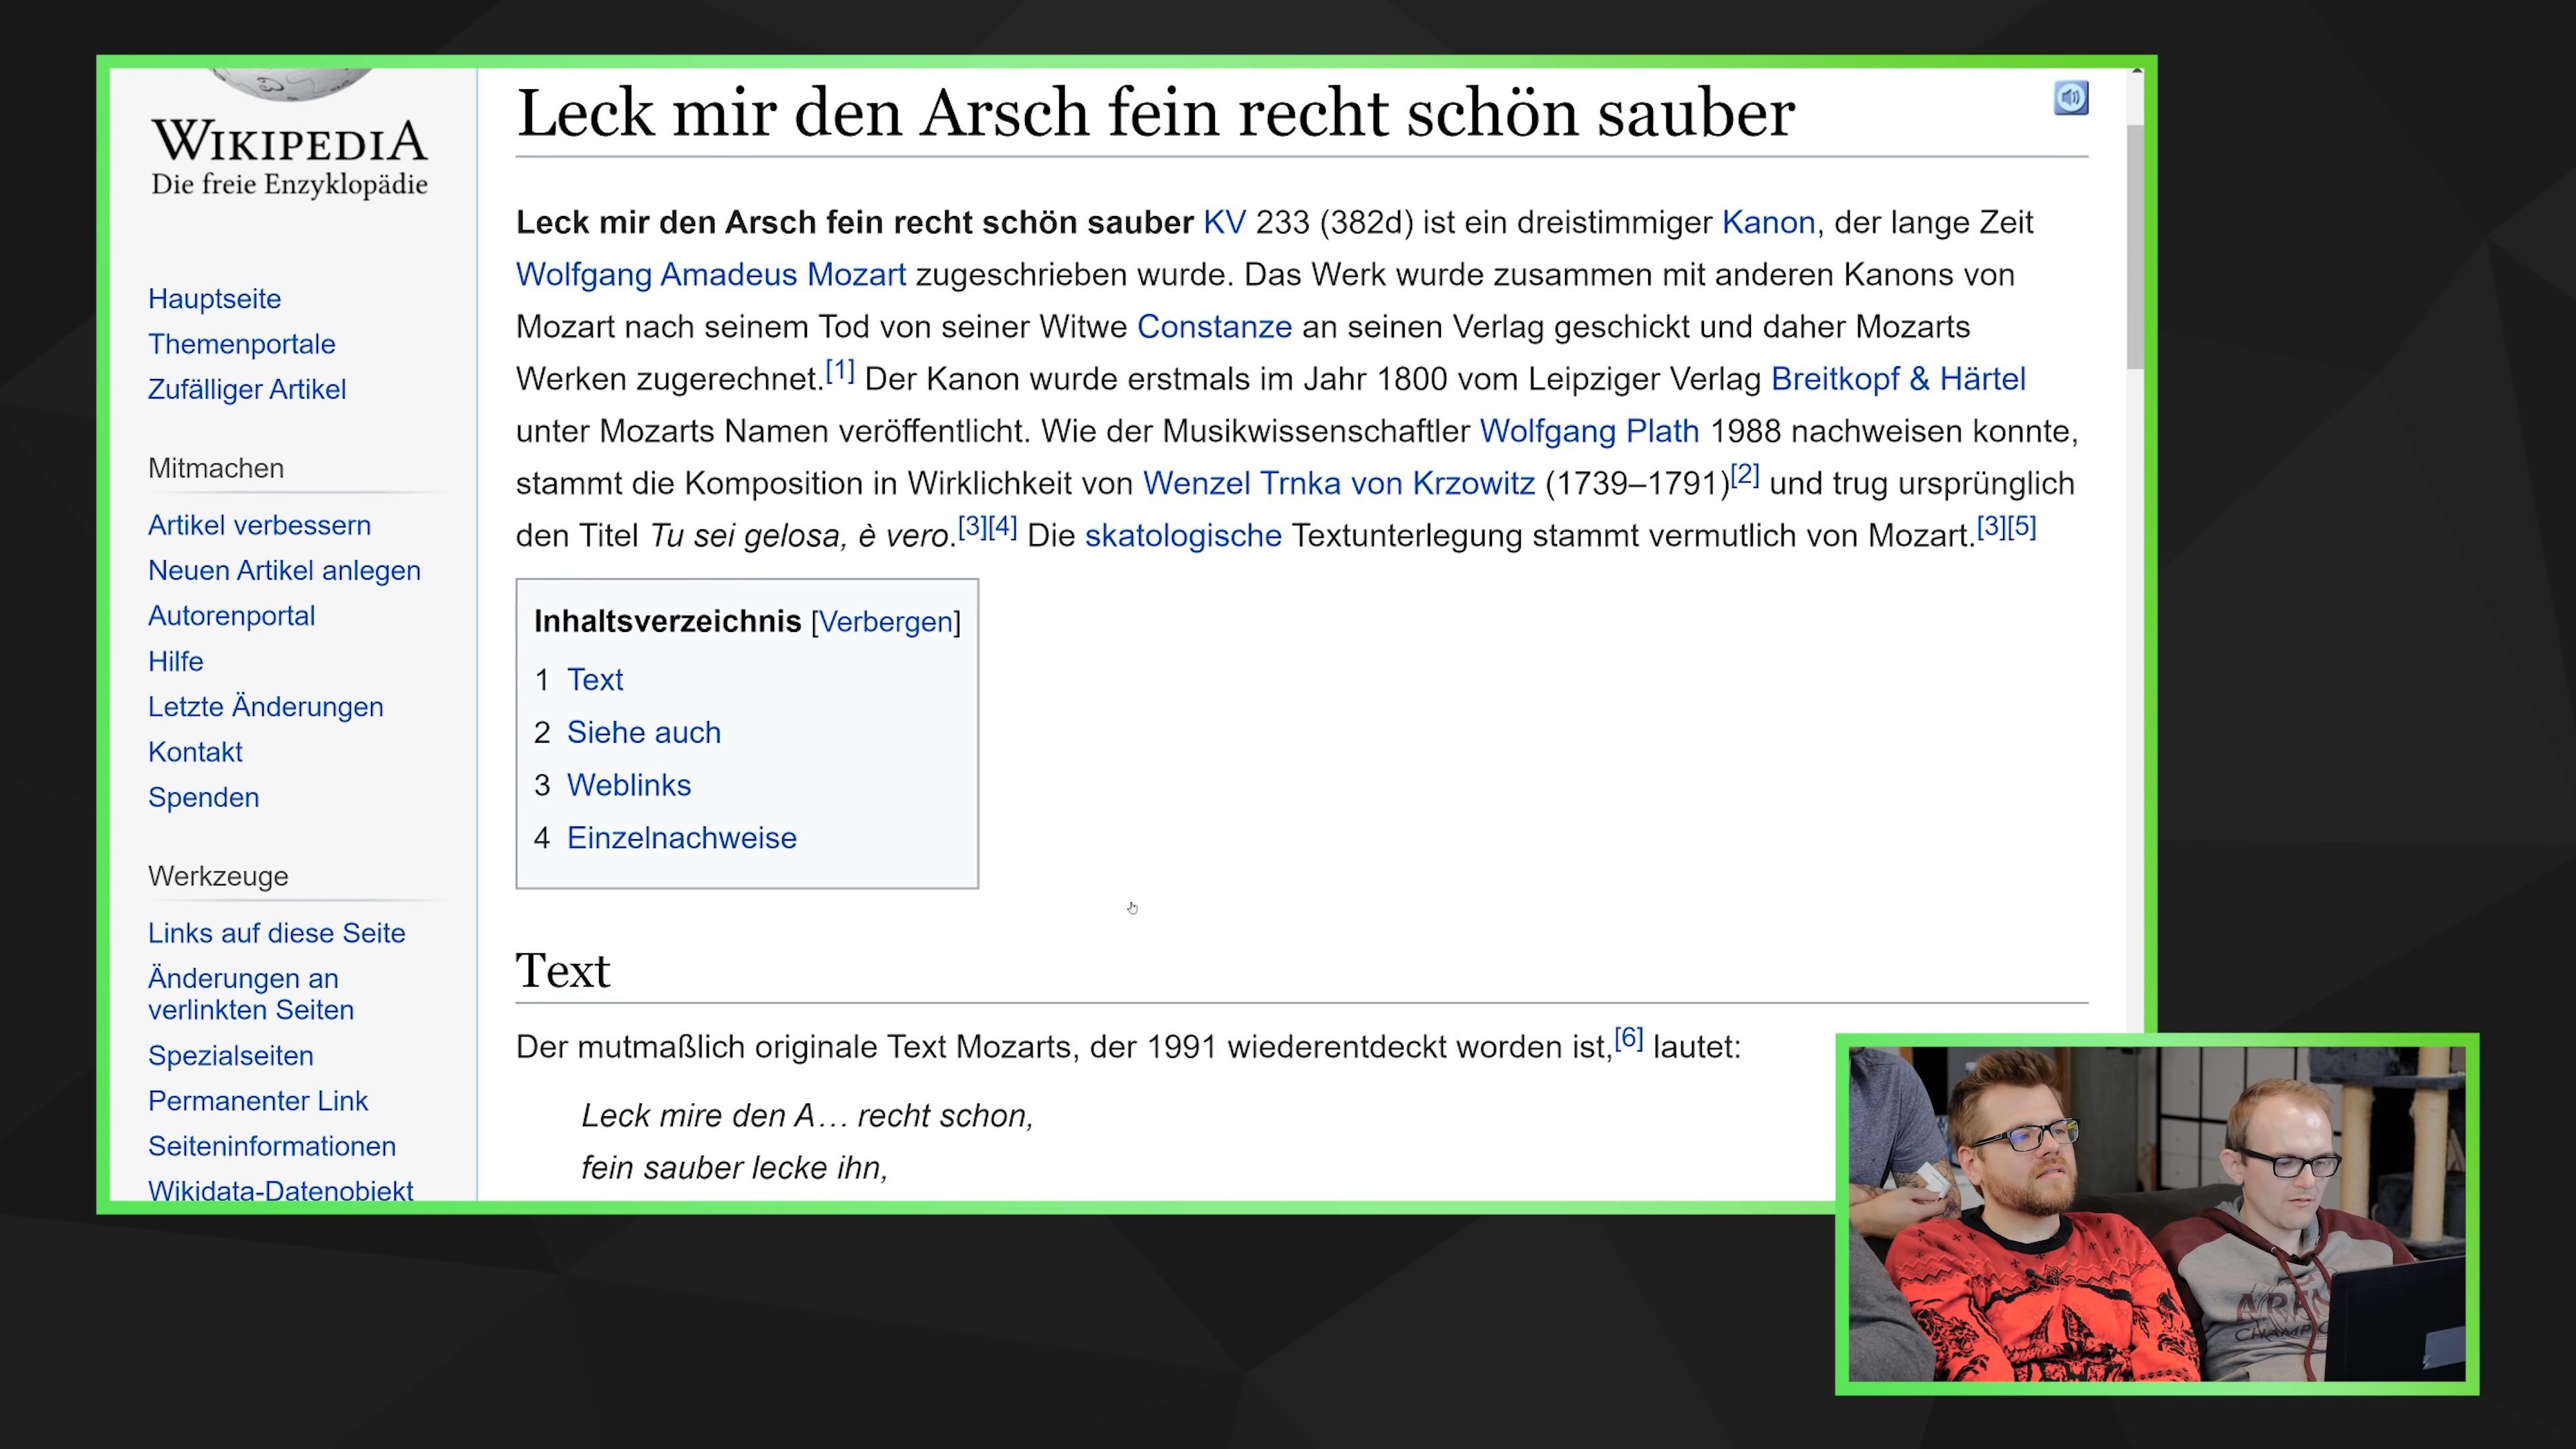 WIKIPEDIA
Die freie Enzyklopädie
Hauptseite
Themenportale
Zufälliger Artikel
Mitmachen
Artikel verbessern
Neuen Artikel anlegen
Autorenportal
Hilfe
Letzte Änderungen
Kontakt
Spenden
Werkzeuge
Links auf diese Seite
Änderungen an
verlinkten Seiten
Spezialseiten
Permanenter Link
Seiteninformationen
Wikidata-Datenobjekt
Leck mir den Arsch fein recht schön sauber
Leck mir den Arsch fein recht schön sauber KV 233 (382d) ist ein dreistimmiger Kanon, der lange Zeit
Wolfgang Amadeus Mozart zugeschrieben wurde. Das Werk wurde zusammen mit anderen Kanons von
Mozart nach seinem Tod von seiner Witwe Constanze an seinen Verlag geschickt und daher Mozarts
Werken zugerechnet.[1] Der Kanon wurde erstmals im Jahr 1800 vom Leipziger Verlag Breitkopf & Härtel
unter Mozarts Namen veröffentlicht. Wie der Musikwissenschaftler Wolfgang Plath 1988 nachweisen konnte,
stammt die Komposition in Wirklichkeit von Wenzel Trnka von Krzowitz (1739–1791)[2] und trug ursprünglich
den Titel Tu sei gelosa, è vero.[3][4] Die skatologische Textunterlegung stammt vermutlich von Mozart.[3][5]
Inhaltsverzeichnis [Verbergen]
1 Text
2 Siehe auch
3 Weblinks
4 Einzelnachweise
Text
Der mutmaßlich originale Text Mozarts, der 1991 wiederentdeckt worden ist,[6] lautet:
Leck mire den A… recht schon,
fein sauber lecke ihn,